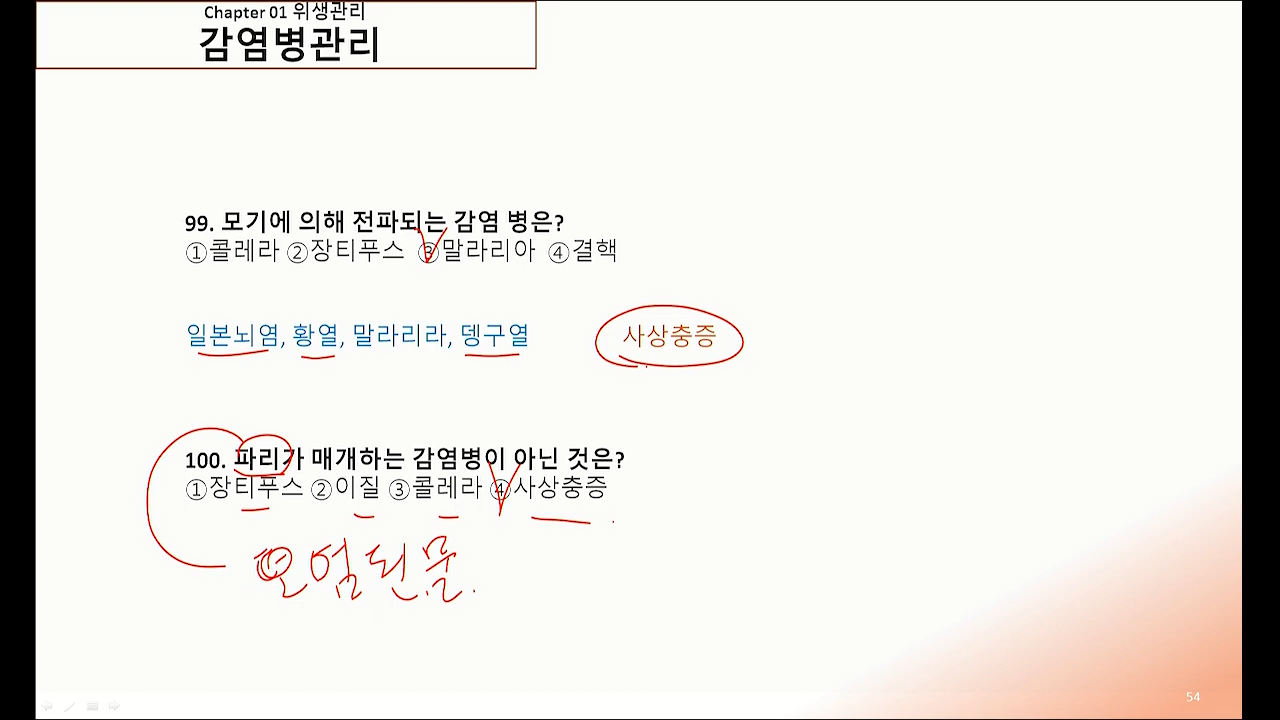 Chapter 01 위생관리
감염병관리
99. 모기에 의해 전파되는 감염 병은?
①콜레라 ②장티푸스 ③말라리아 ④결핵
일본뇌염, 황열, 말라리라, 뎅구열 사상충증
100. 파리가 매개하는 감염병이 아닌 것은?
①장티푸스 ②이질 ③콜레라 ④사상충증
오염된 물
54